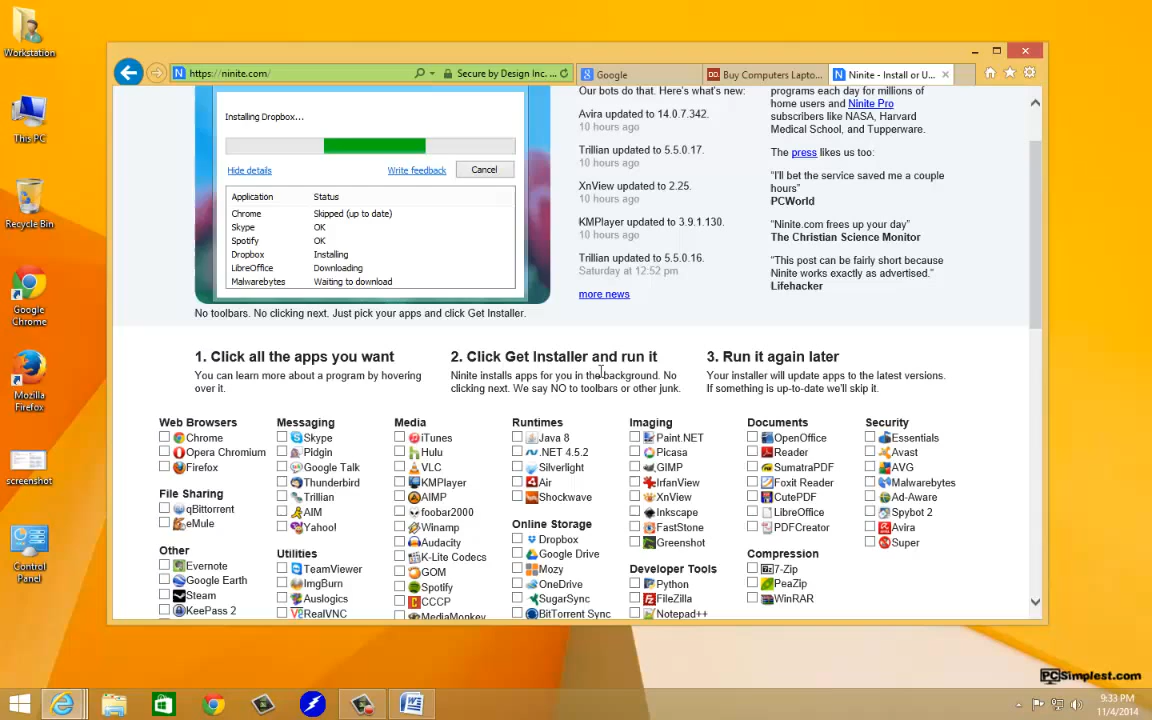 Workstation
This PC
Recycle Bin
Google
Chrome
Mozilla
Firefox
screenshot
Control
Panel
https://ninite.com/
Secure by Design Inc. ...
Google
Buy Computers Lapto...
Ninite - Install or U...
Installing Dropbox...
Hide details
Write feedback
Cancel
Application Status
Chrome Skipped (up to date)
Skype OK
Spotify OK
Dropbox Installing
LibreOffice Downloading
Malwarebytes Waiting to download
No toolbars. No clicking next. Just pick your apps and click Get Installer.
Our bots do that. Here's what's new:
Avira updated to 14.0.7.342.
10 hours ago
Trillian updated to 5.5.0.17.
10 hours ago
XnView updated to 2.25.
10 hours ago
KMPlayer updated to 3.9.1.130.
10 hours ago
Trillian updated to 5.5.0.16.
Saturday at 12:52 pm
more news
programs each day for millions of
home users and Ninite Pro
subscribers like NASA, Harvard
Medical School, and Tupperware.
The press likes us too:
"I'll bet the service saved me a couple
hours"
PCWorld
"Ninite.com frees up your day"
The Christian Science Monitor
"This post can be fairly short because
Ninite works exactly as advertised."
Lifehacker
1. Click all the apps you want
You can learn more about a program by hovering
over it.
2. Click Get Installer and run it
Ninite installs apps for you in the background. No
clicking next. We say NO to toolbars or other junk.
3. Run it again later
Your installer will update apps to the latest versions.
If something is up-to-date we'll skip it.
Web Browsers
Chrome
Opera Chromium
Firefox
File Sharing
qBittorrent
eMule
Other
Evernote
Google Earth
Steam
KeePass 2
Messaging
Skype
Pidgin
Google Talk
Thunderbird
Trillian
AIM
Yahoo!
Utilities
TeamViewer
ImgBurn
Auslogics
RealVNC
Media
iTunes
Hulu
VLC
KMPlayer
AIMP
foobar2000
Winamp
Audacity
K-Lite Codecs
GOM
Spotify
CCCP
MediaMonkey
Runtimes
Java 8
.NET 4.5.2
Silverlight
Air
Shockwave
Online Storage
Dropbox
Google Drive
Mozy
OneDrive
SugarSync
BitTorrent Sync
Imaging
Paint.NET
Picasa
GIMP
IrfanView
XnView
Inkscape
FastStone
Greenshot
Developer Tools
Python
FileZilla
Notepad++
Documents
OpenOffice
Reader
SumatraPDF
Foxit Reader
CutePDF
LibreOffice
PDFCreator
Compression
7-Zip
PeaZip
WinRAR
Security
Essentials
Avast
AVG
Malwarebytes
Ad-Aware
Spybot 2
Avira
Super
PCSimplest.com
9:33 PM
11/4/2014